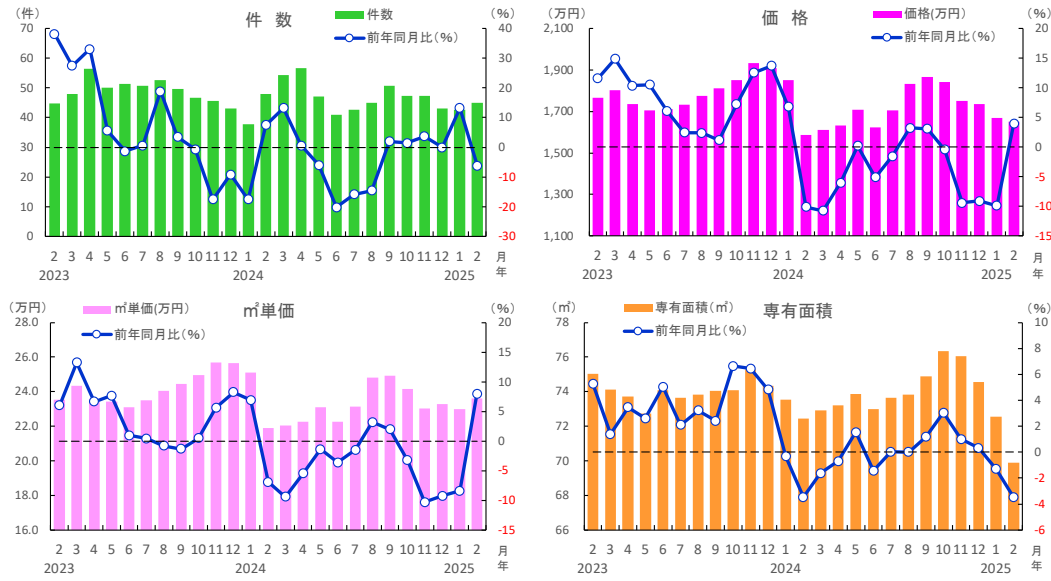 (件) 件 数 (%)
件数
前年同月比(%)
70 40
60 30
50 20
40 10
30 0
20 -10
10 -20
0 -30
2 3 4 5 6 7 8 9 10 11 12 1 2 3 4 5 6 7 8 9 10 11 12 1 2 月
2023 2024 2025 年
(万円) 価 格 (%)
価格(万円)
前年同月比(%)
2,100 20
1,900 15
1,700 10
1,500 5
1,300 0
1,100 -5
-10
-15
2 3 4 5 6 7 8 9 10 11 12 1 2 3 4 5 6 7 8 9 10 11 12 1 2 月
2023 2024 2025 年
(万円) ㎡単価 (%)
㎡単価(万円)
前年同月比(%)
28.0 20
26.0 15
24.0 10
22.0 5
20.0 0
18.0 -5
16.0 -10
-15
2 3 4 5 6 7 8 9 10 11 12 1 2 3 4 5 6 7 8 9 10 11 12 1 2 月
2023 2024 2025 年
(㎡) 専有面積 (%)
専有面積(㎡)
前年同月比(%)
78 10
76 8
74 6
72 4
70 2
68 0
66 -2
-4
-6
2 3 4 5 6 7 8 9 10 11 12 1 2 3 4 5 6 7 8 9 10 11 12 1 2 月
2023 2024 2025 年